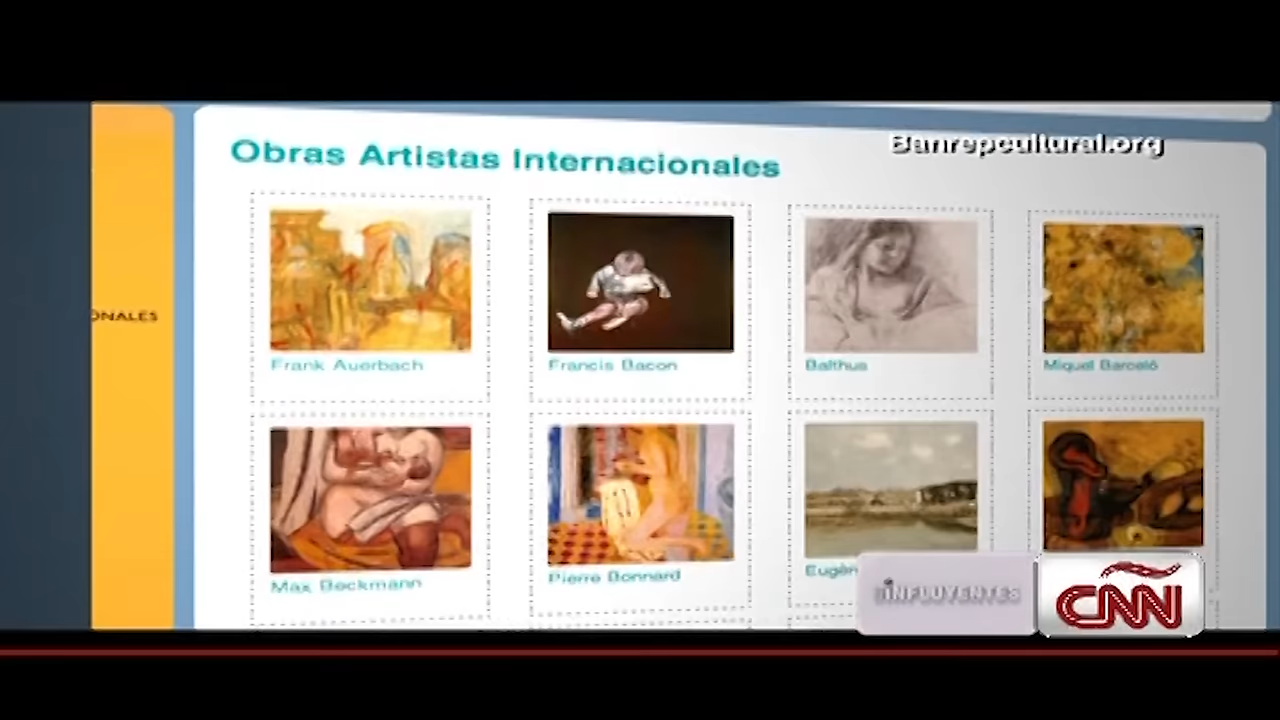 Banrepcultural.org
Obras Artistas Internacionales
ONALES
Frank Auerbach
Francis Bacon
Balthus
Miquel Barceló
Max Beckmann
Pierre Bonnard
Eugèn
INFLUYENTES
CNN